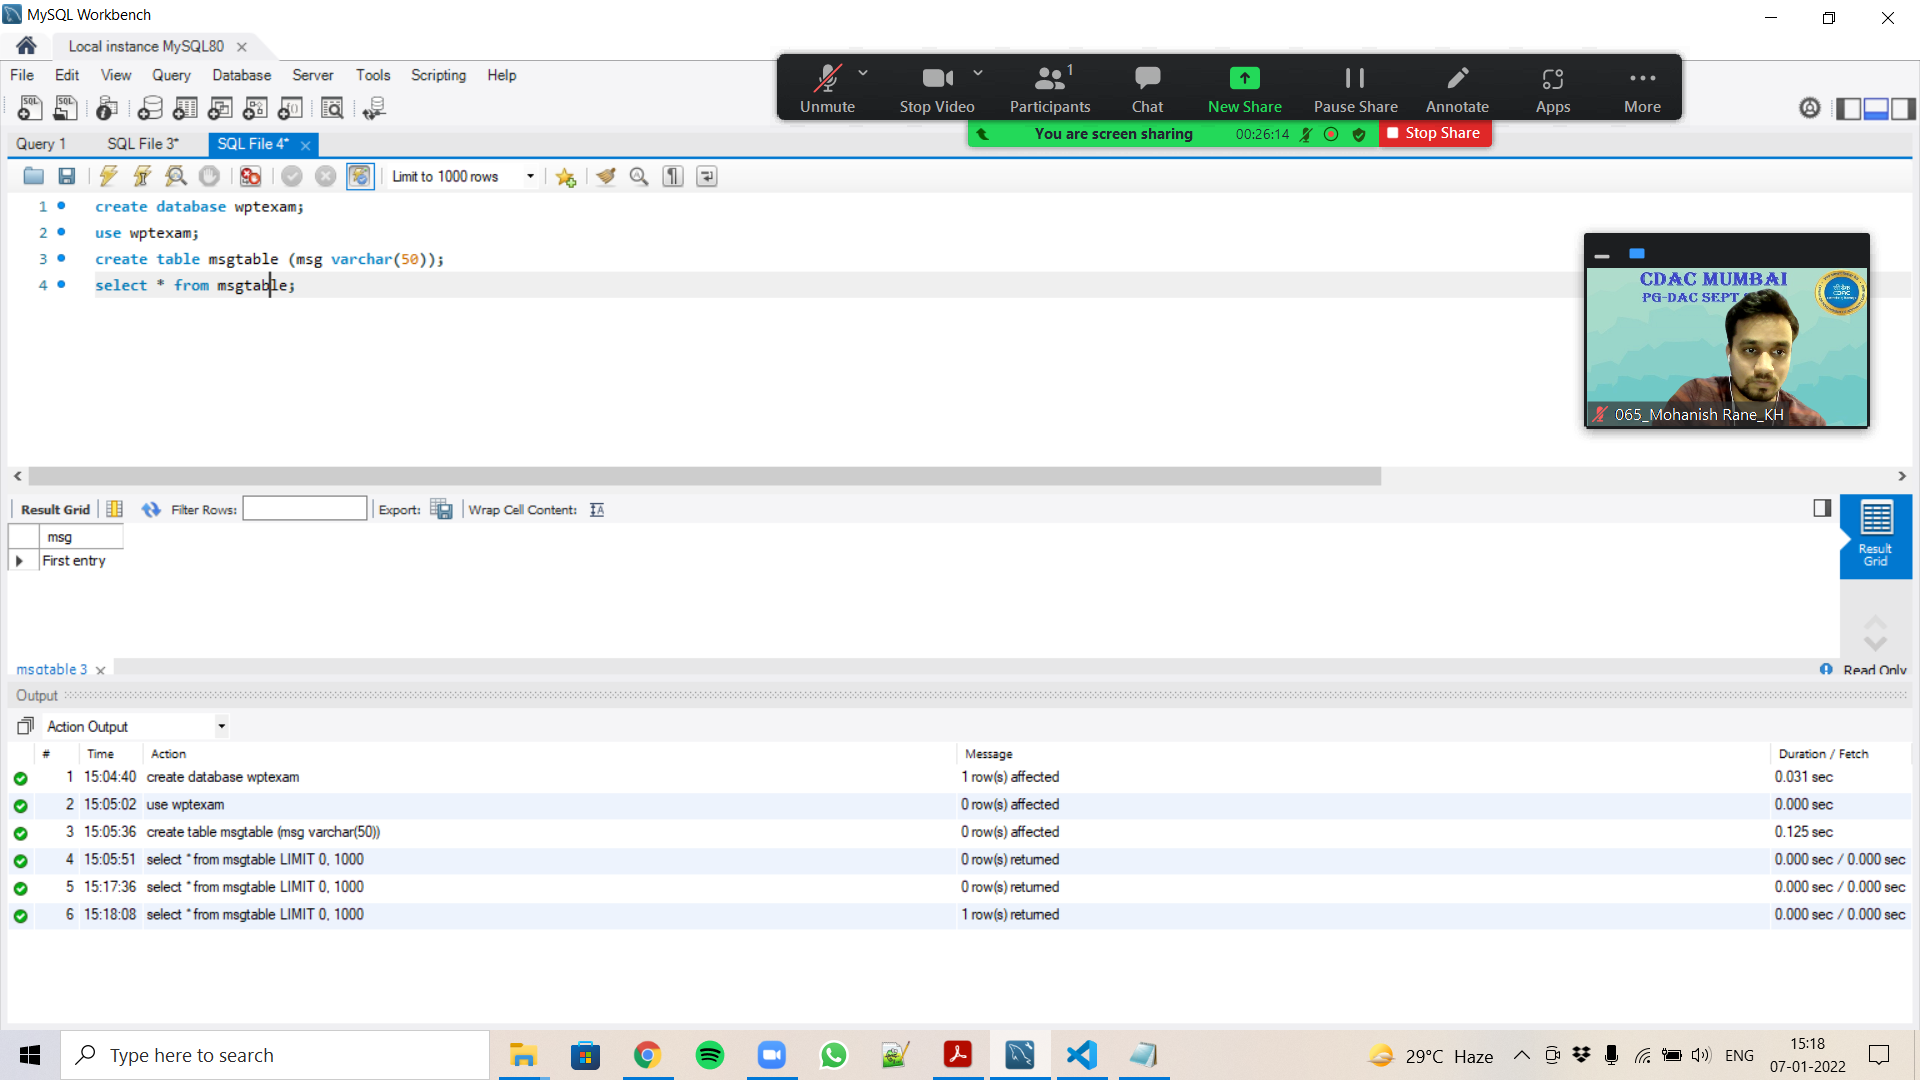 MySQL Workbench
Local instance MySQL80
File Edit View Query Database Server Tools Scripting Help
Unmute Stop Video Participants 1 Chat New Share Pause Share Annotate Apps More
You are screen sharing 00:26:14 Stop Share
Query 1 SQL File 3* SQL File 4*
Limit to 1000 rows
1 create database wptexam;
2 use wptexam;
3 create table msgtable (msg varchar(50));
4 select * from msgtable;
CDAC MUMBAI
PG-DAC SEPT
065_Mohanish Rane_KH
Result Grid Filter Rows: Export: Wrap Cell Content:
msg
First entry
Result
Grid
msgtable 3
Read Only
Output
Action Output
# Time Action Message Duration / Fetch
1 15:04:40 create database wptexam 1 row(s) affected 0.031 sec
2 15:05:02 use wptexam 0 row(s) affected 0.000 sec
3 15:05:36 create table msgtable (msg varchar(50)) 0 row(s) affected 0.125 sec
4 15:05:51 select * from msgtable LIMIT 0, 1000 0 row(s) returned 0.000 sec / 0.000 sec
5 15:17:36 select * from msgtable LIMIT 0, 1000 0 row(s) returned 0.000 sec / 0.000 sec
6 15:18:08 select * from msgtable LIMIT 0, 1000 1 row(s) returned 0.000 sec / 0.000 sec
Type here to search
29°C Haze
ENG
15:18
07-01-2022